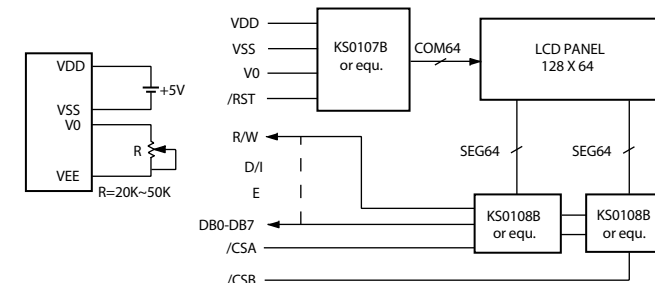 VDD
VSS
V0
VEE
+5V
R
R=20K~50K
VDD
VSS
V0
/RST
R/W
D/I
E
DB0-DB7
/CSA
/CSB
KS0107B
or equ.
COM64
LCD PANEL
128 X 64
SEG64
SEG64
KS0108B
or equ.
KS0108B
or equ.